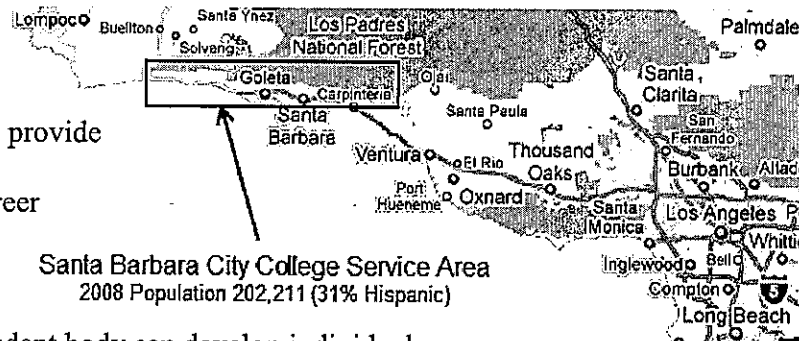 Lompoc
Buellton
Santa Ynez
Solvang
Los Padres
National Forest
Palmdale
Goleta
Carpinteria
Ojai
Santa
Clarita
Santa
Barbara
Santa Paula
San
Fernando
provide
Ventura
El Rio
Thousand
Oaks
Burbank
Altad
reer
Port
Hueneme
Oxnard
Santa
Monica
Los Angeles
P
Whitti
Santa Barbara City College Service Area
2008 Population 202,211 (31% Hispanic)
Inglewood
Bell
Compton
5
Long Beach